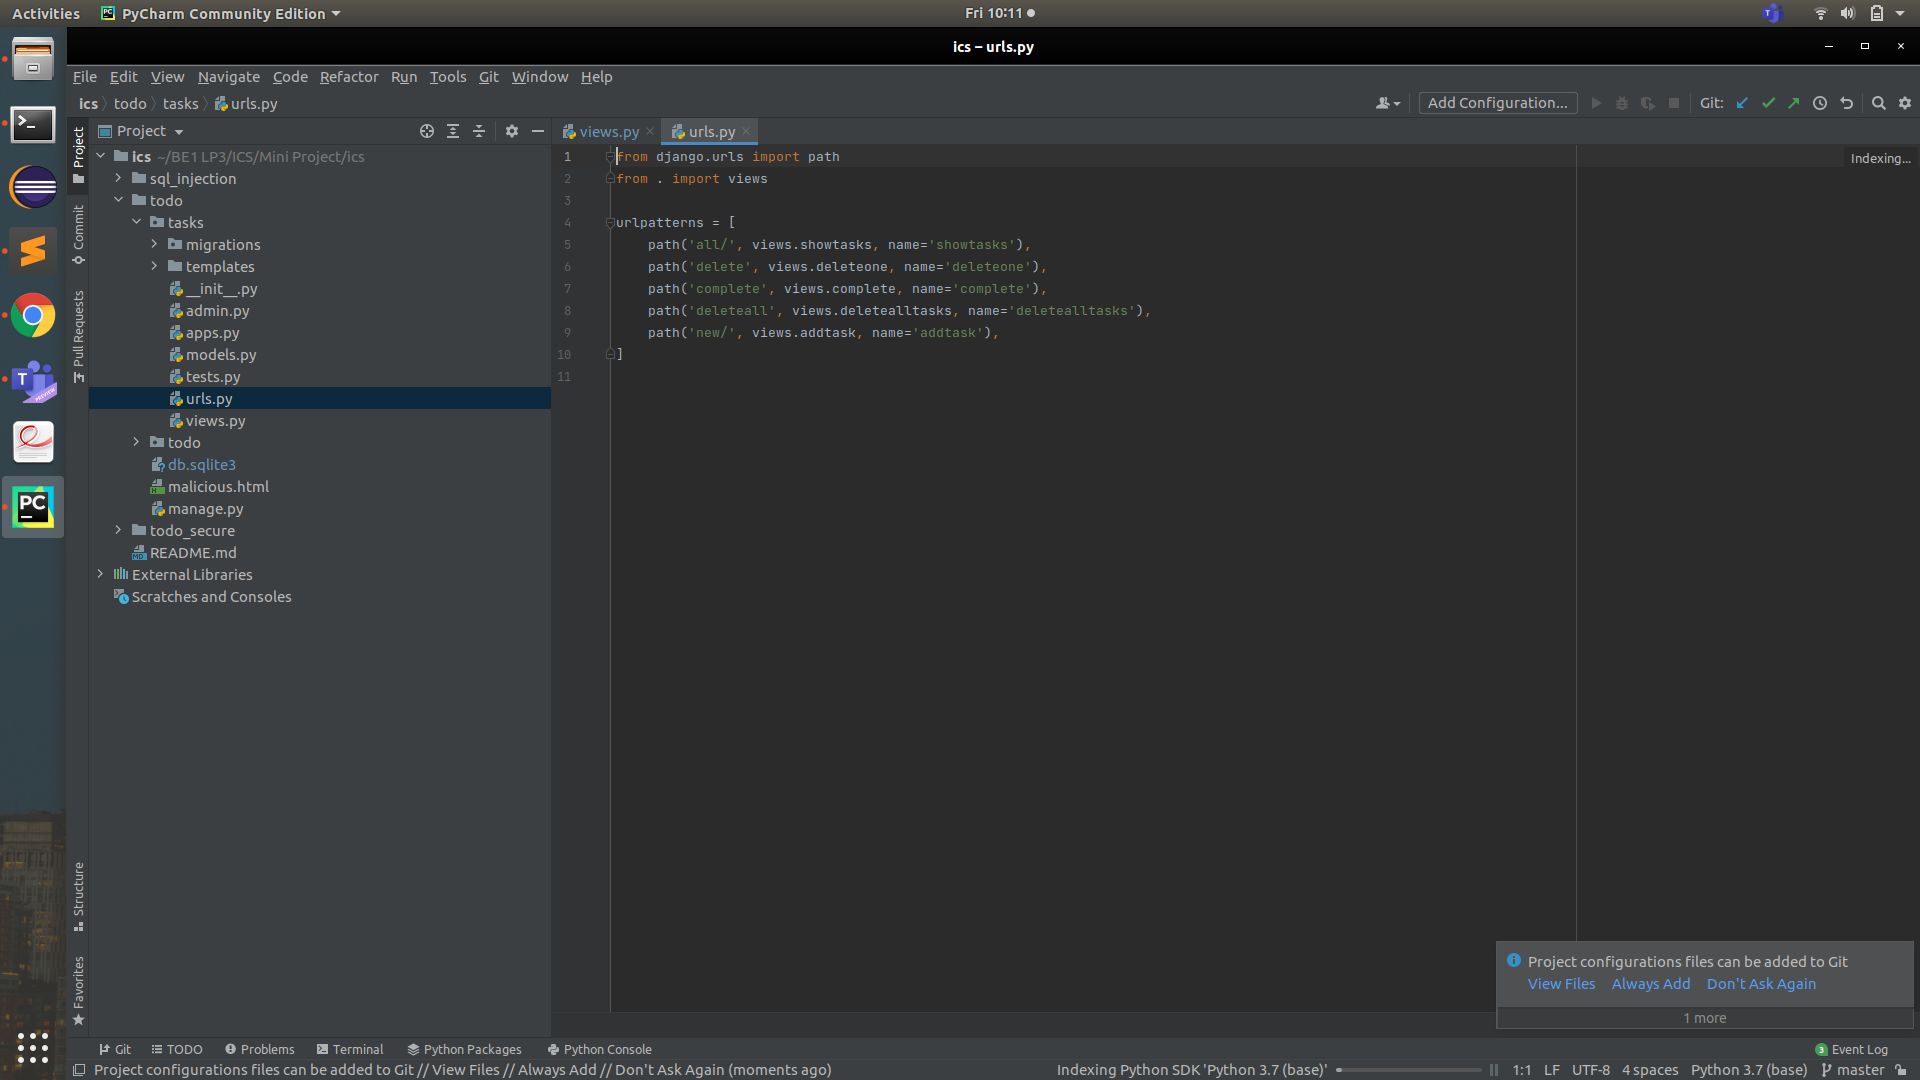 Activities
PyCharm Community Edition
Fri 10:11
ics – urls.py
File Edit View Navigate Code Refactor Run Tools Git Window Help
ics todo tasks urls.py
Add Configuration...
Git:
Project
views.py
urls.py
ics ~/BE1 LP3/ICS/Mini Project/ics
sql_injection
todo
tasks
migrations
templates
__init__.py
admin.py
apps.py
models.py
tests.py
urls.py
views.py
todo
db.sqlite3
malicious.html
manage.py
todo_secure
README.md
External Libraries
Scratches and Consoles
Project
Commit
Pull Requests
Structure
Favorites
1 from django.urls import path
2 from . import views
3
4 urlpatterns = [
5 path('all/', views.showtasks, name='showtasks'),
6 path('delete', views.deleteone, name='deleteone'),
7 path('complete', views.complete, name='complete'),
8 path('deleteall', views.deletealltasks, name='deletealltasks'),
9 path('new/', views.addtask, name='addtask'),
10 ]
11
Indexing...
Project configurations files can be added to Git
View Files Always Add Don't Ask Again
1 more
Git TODO Problems Terminal Python Packages Python Console
3 Event Log
Project configurations files can be added to Git // View Files // Always Add // Don't Ask Again (moments ago)
Indexing Python SDK 'Python 3.7 (base)'
1:1 LF UTF-8 4 spaces Python 3.7 (base) master